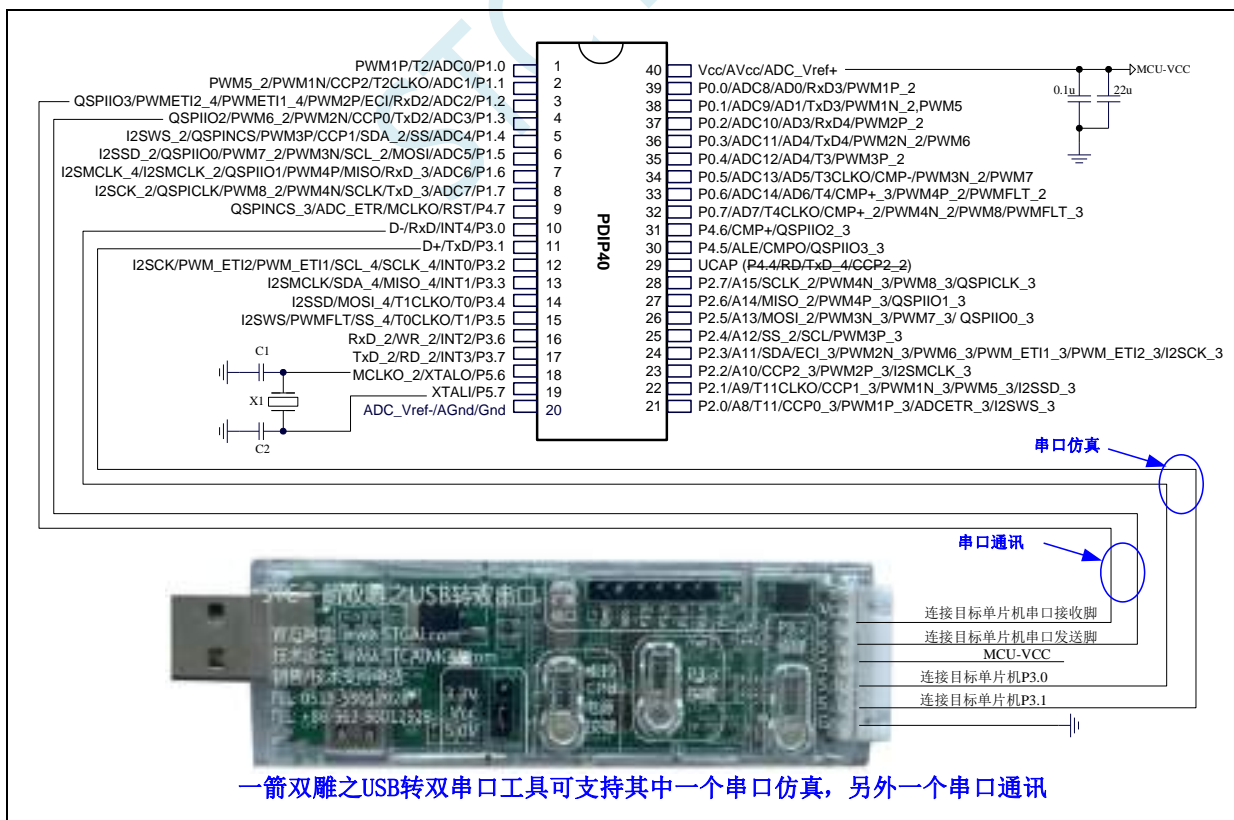 PWM1P/T2/ADC0/P1.0 1
PWM5_2/PWM1N/CCP2/T2CLKO/ADC1/P1.1 2
QSPIIO3/PWMETI2_4/PWMETI1_4/PWM2P/ECI/RxD2/ADC2/P1.2 3
QSPIIO2/PWM6_2/PWM2N/CCP0/TxD2/ADC3/P1.3 4
I2SWS_2/QSPINCS/PWM3P/CCP1/SDA_2/SS/ADC4/P1.4 5
I2SSD_2/QSPIIO0/PWM7_2/PWM3N/SCL_2/MOSI/ADC5/P1.5 6
I2SMCLK_4/I2SMCLK_2/QSPIIO1/PWM4P/MISO/RxD_3/ADC6/P1.6 7
I2SCK_2/QSPICLK/PWM8_2/PWM4N/SCLK/TxD_3/ADC7/P1.7 8
QSPINCS_3/ADC_ETR/MCLKO/RST/P4.7 9
D-/RxD/INT4/P3.0 10
D+/TxD/P3.1 11
I2SCK/PWM_ETI2/PWM_ETI1/SCL_4/SCLK_4/INT0/P3.2 12
I2SMCLK/SDA_4/MISO_4/INT1/P3.3 13
I2SSD/MOSI_4/T1CLKO/T0/P3.4 14
I2SWS/PWMFLT/SS_4/T0CLKO/T1/P3.5 15
RxD_2/WR_2/INT2/P3.6 16
TxD_2/RD_2/INT3/P3.7 17
MCLKO_2/XTALO/P5.6 18
XTALI/P5.7 19
ADC_Vref-/AGnd/Gnd 20
PDIP40
40 Vcc/AVcc/ADC_Vref+
39 P0.0/ADC8/AD0/RxD3/PWM1P_2
38 P0.1/ADC9/AD1/TxD3/PWM1N_2,PWM5
37 P0.2/ADC10/AD3/RxD4/PWM2P_2
36 P0.3/ADC11/AD4/TxD4/PWM2N_2/PWM6
35 P0.4/ADC12/AD4/T3/PWM3P_2
34 P0.5/ADC13/AD5/T3CLKO/CMP-/PWM3N_2/PWM7
33 P0.6/ADC14/AD6/T4/CMP+_3/PWM4P_2/PWMFLT_2
32 P0.7/AD7/T4CLKO/CMP+_2/PWM4N_2/PWM8/PWMFLT_3
31 P4.6/CMP+/QSPIIO2_3
30 P4.5/ALE/CMPO/QSPIIO3_3
29 UCAP (P4.4/RD/TxD_4/CCP2_2)
28 P2.7/A15/SCLK_2/PWM4N_3/PWM8_3/QSPICLK_3
27 P2.6/A14/MISO_2/PWM4P_3/QSPIIO1_3
26 P2.5/A13/MOSI_2/PWM3N_3/PWM7_3/ QSPIIO0_3
25 P2.4/A12/SS_2/SCL/PWM3P_3
24 P2.3/A11/SDA/ECI_3/PWM2N_3/PWM6_3/PWM_ETI1_3/PWM_ETI2_3/I2SCK_3
23 P2.2/A10/CCP2_3/PWM2P_3/I2SMCLK_3
22 P2.1/A9/T11CLKO/CCP1_3/PWM1N_3/PWM5_3/I2SSD_3
21 P2.0/A8/T11/CCP0_3/PWM1P_3/ADCETR_3/I2SWS_3
MCU-VCC
0.1u 22u
C1
X1
C2
串口仿真
串口通讯
连接目标单片机串口接收脚
连接目标单片机串口发送脚
MCU-VCC
连接目标单片机P3.0
连接目标单片机P3.1
USB转双串口
3.3V
5.0V
一箭双雕之USB转双串口工具可支持其中一个串口仿真，另外一个串口通讯